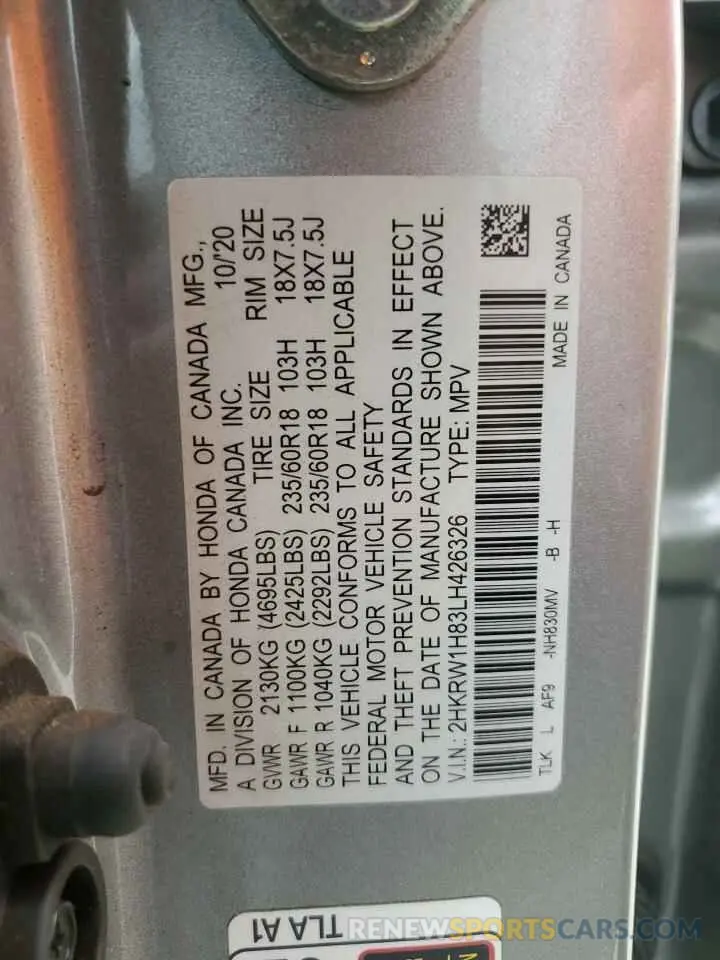 MFD. IN CANADA BY HONDA OF CANADA MFG.,
A DIVISION OF HONDA CANADA INC. 10/'20
GVWR 2130KG (4695LBS) TIRE SIZE RIM SIZE
GAWR F 1100KG (2425LBS) 235/60R18 103H 18X7.5J
GAWR R 1040KG (2292LBS) 235/60R18 103H 18X7.5J
THIS VEHICLE CONFORMS TO ALL APPLICABLE
FEDERAL MOTOR VEHICLE SAFETY
AND THEFT PREVENTION STANDARDS IN EFFECT
ON THE DATE OF MANUFACTURE SHOWN ABOVE.
V.I.N.: 2HKRW1H83LH426326 TYPE: MPV
TLK L AF9 -NH830MV -B -H MADE IN CANADA
TLA A1
RENEWSPORTSCARS.COM